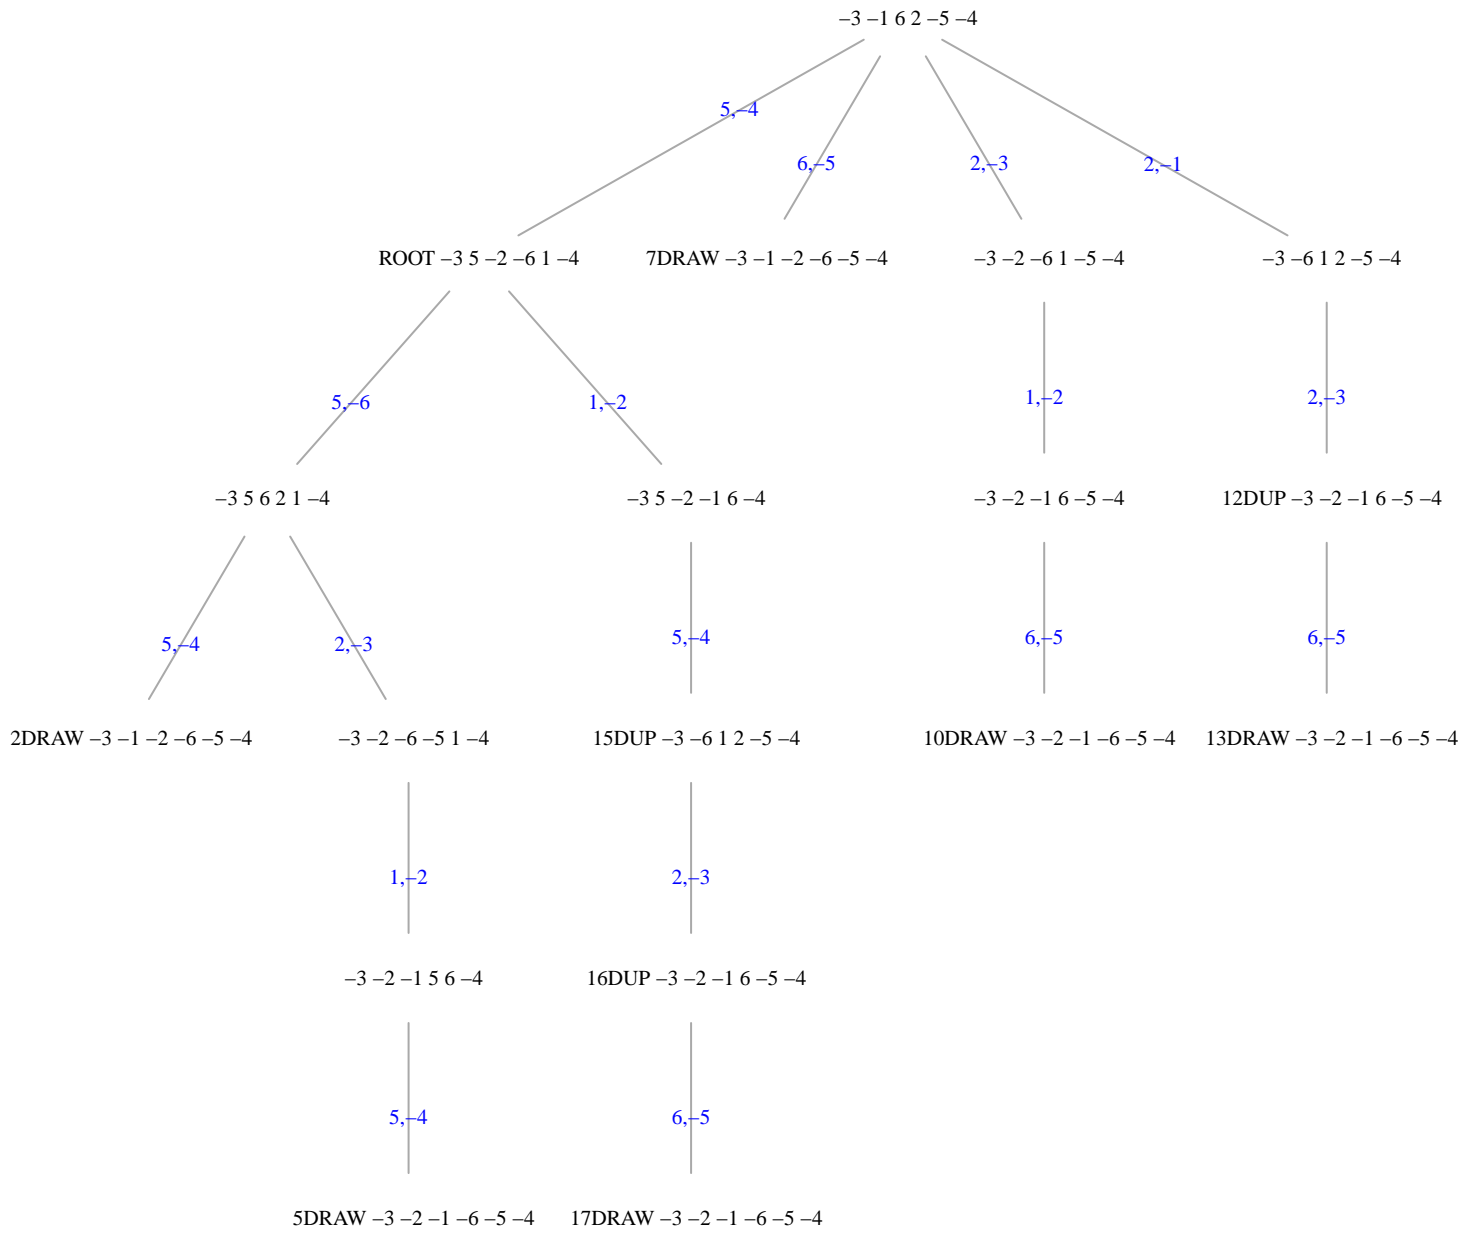 –3 –1 6 2 –5 –4
5,–4
6,–5
2,–3
2,–1
ROOT –3 5 –2 –6 1 –4
7DRAW –3 –1 –2 –6 –5 –4
–3 –2 –6 1 –5 –4
–3 –6 1 2 –5 –4
5,–6
1,–2
1,–2
2,–3
–3 5 6 2 1 –4
–3 5 –2 –1 6 –4
–3 –2 –1 6 –5 –4
12DUP –3 –2 –1 6 –5 –4
5,–4
2,–3
5,–4
6,–5
6,–5
2DRAW –3 –1 –2 –6 –5 –4
–3 –2 –6 –5 1 –4
15DUP –3 –6 1 2 –5 –4
10DRAW –3 –2 –1 –6 –5 –4
13DRAW –3 –2 –1 –6 –5 –4
1,–2
2,–3
–3 –2 –1 5 6 –4
16DUP –3 –2 –1 6 –5 –4
5,–4
6,–5
5DRAW –3 –2 –1 –6 –5 –4
17DRAW –3 –2 –1 –6 –5 –4